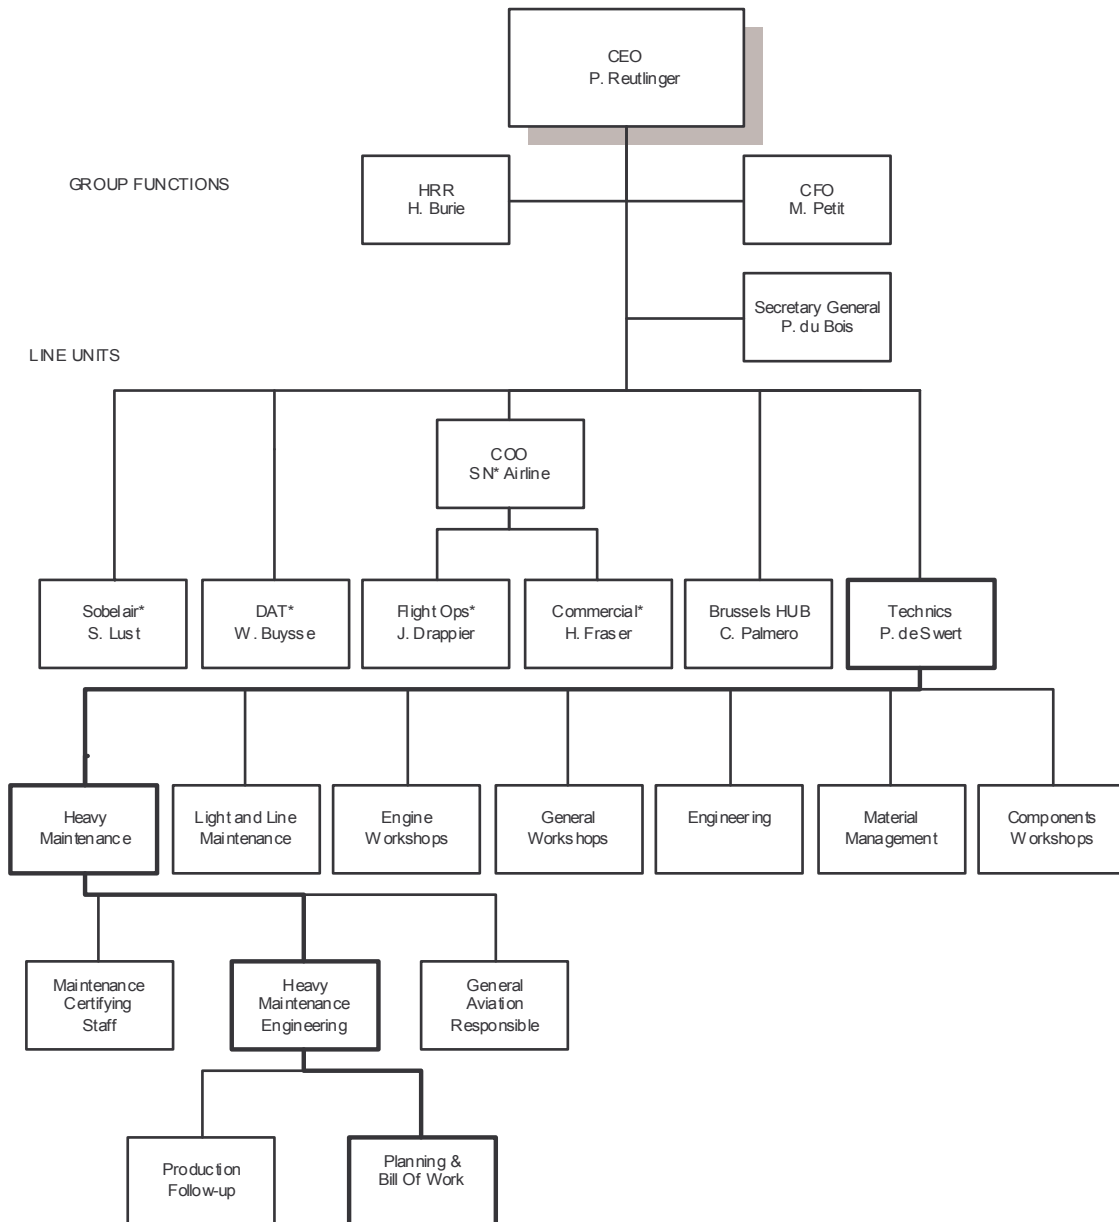 CEO
P. Reutlinger
GROUP FUNCTIONS
HRR
H. Burie
CFO
M. Petit
Secretary General
P. du Bois
LINE UNITS
COO
SN* Airline
Sobelair*
S. Lust
DAT*
W. Buysse
Flight Ops*
J. Drappier
Commercial*
H. Fraser
Brussels HUB
C. Palmero
Technics
P. de Swert
Heavy
Maintenance
Light and Line
Maintenance
Engine
Workshops
General
Workshops
Engineering
Material
Management
Components
Workshops
Maintenance
Certifying
Staff
Heavy
Maintenance
Engineering
General
Aviation
Responsible
Production
Follow-up
Planning &
Bill Of Work